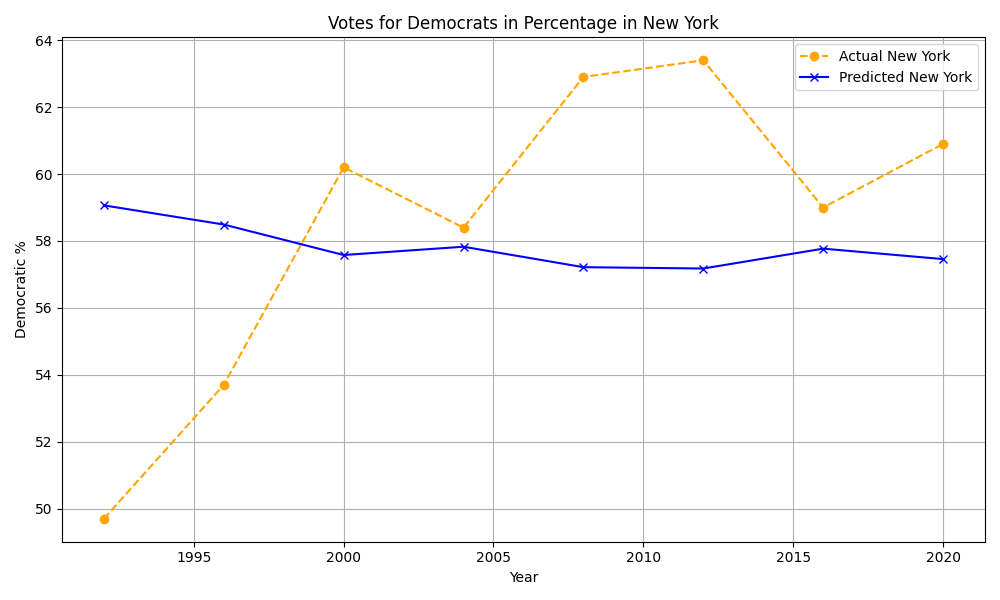 Votes for Democrats in Percentage in New York
Actual New York
Predicted New York
Democratic %
64
62
60
58
56
54
52
50
1995
2000
2005
2010
2015
2020
Year